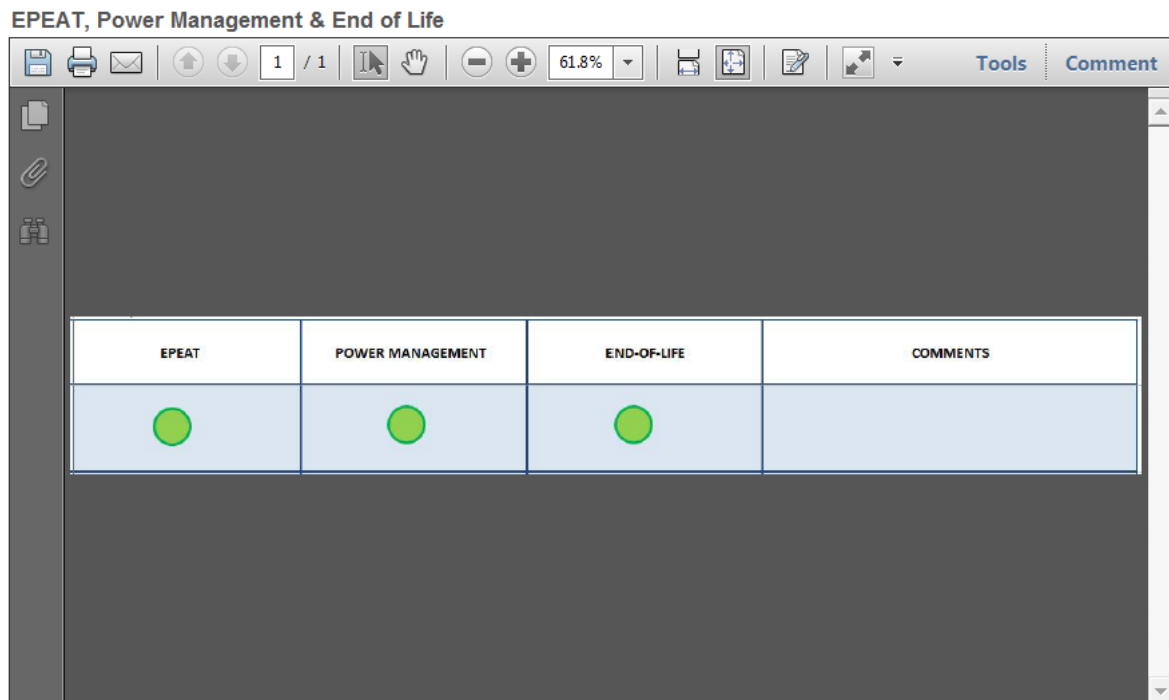 EPEAT, Power Management & End of Life
1 / 1 61.8% Tools Comment
EPEAT POWER MANAGEMENT END-OF-LIFE COMMENTS